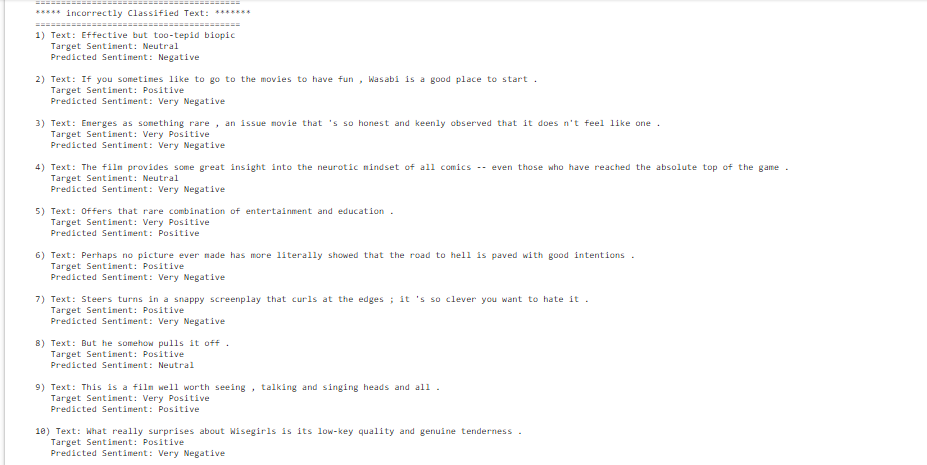 ========================================
***** incorrectly Classified Text: *******
========================================
1) Text: Effective but too-tepid biopic
Target Sentiment: Neutral
Predicted Sentiment: Negative
2) Text: If you sometimes like to go to the movies to have fun , Wasabi is a good place to start .
Target Sentiment: Positive
Predicted Sentiment: Very Negative
3) Text: Emerges as something rare , an issue movie that 's so honest and keenly observed that it does n't feel like one .
Target Sentiment: Very Positive
Predicted Sentiment: Very Negative
4) Text: The film provides some great insight into the neurotic mindset of all comics -- even those who have reached the absolute top of the game .
Target Sentiment: Neutral
Predicted Sentiment: Very Negative
5) Text: Offers that rare combination of entertainment and education .
Target Sentiment: Very Positive
Predicted Sentiment: Positive
6) Text: Perhaps no picture ever made has more literally showed that the road to hell is paved with good intentions .
Target Sentiment: Positive
Predicted Sentiment: Very Negative
7) Text: Steers turns in a snappy screenplay that curls at the edges ; it 's so clever you want to hate it .
Target Sentiment: Positive
Predicted Sentiment: Very Negative
8) Text: But he somehow pulls it off .
Target Sentiment: Positive
Predicted Sentiment: Neutral
9) Text: This is a film well worth seeing , talking and singing heads and all .
Target Sentiment: Very Positive
Predicted Sentiment: Positive
10) Text: What really surprises about Wisegirls is its low-key quality and genuine tenderness .
Target Sentiment: Positive
Predicted Sentiment: Very Negative